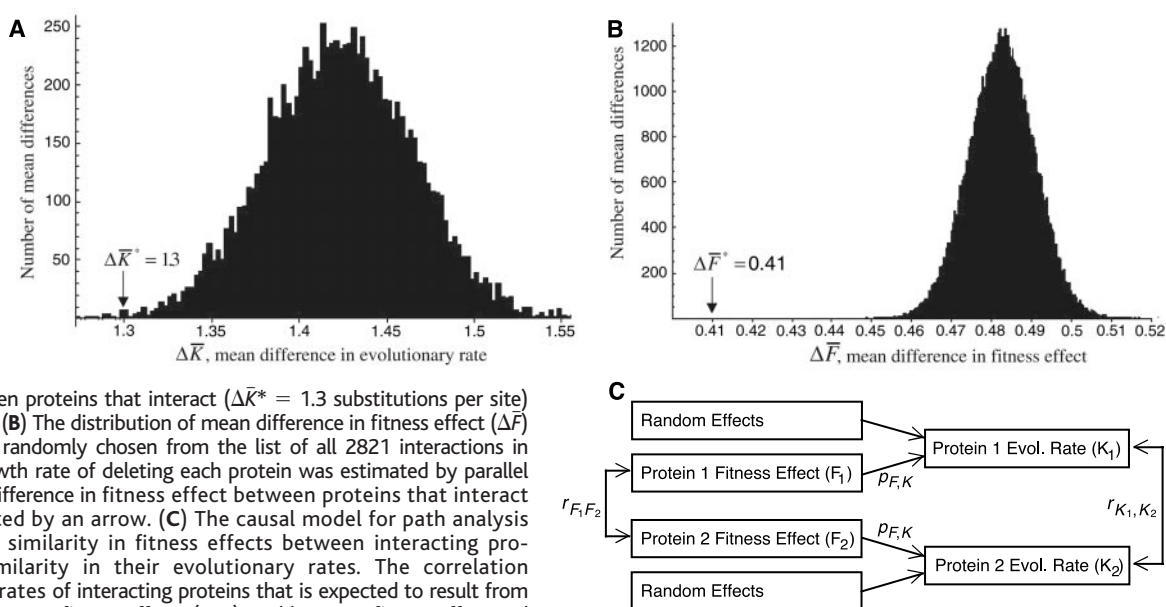 A
250
200
150
100
50
Number of mean differences
ΔK̄* = 1.3
1.3 1.35 1.4 1.45 1.5 1.55
ΔK̄, mean difference in evolutionary rate
B
1200
1000
800
600
400
200
Number of mean differences
ΔF̄* =0.41
0.41 0.42 0.43 0.44 0.45 0.46 0.47 0.48 0.49 0.5 0.51 0.52
ΔF̄, mean difference in fitness effect
en proteins that interact (ΔK̄* = 1.3 substitutions per site)
(B) The distribution of mean difference in fitness effect (ΔF̄)
randomly chosen from the list of all 2821 interactions in
wth rate of deleting each protein was estimated by parallel
ifference in fitness effect between proteins that interact
ted by an arrow. (C) The causal model for path analysis
similarity in fitness effects between interacting pro-
milarity in their evolutionary rates. The correlation
rates of interacting proteins that is expected to result from
C
Random Effects
Protein 1 Fitness Effect (F1)
Protein 2 Fitness Effect (F2)
Random Effects
rF1F2
pF,K
pF,K
Protein 1 Evol. Rate (K1)
Protein 2 Evol. Rate (K2)
rK1,K2